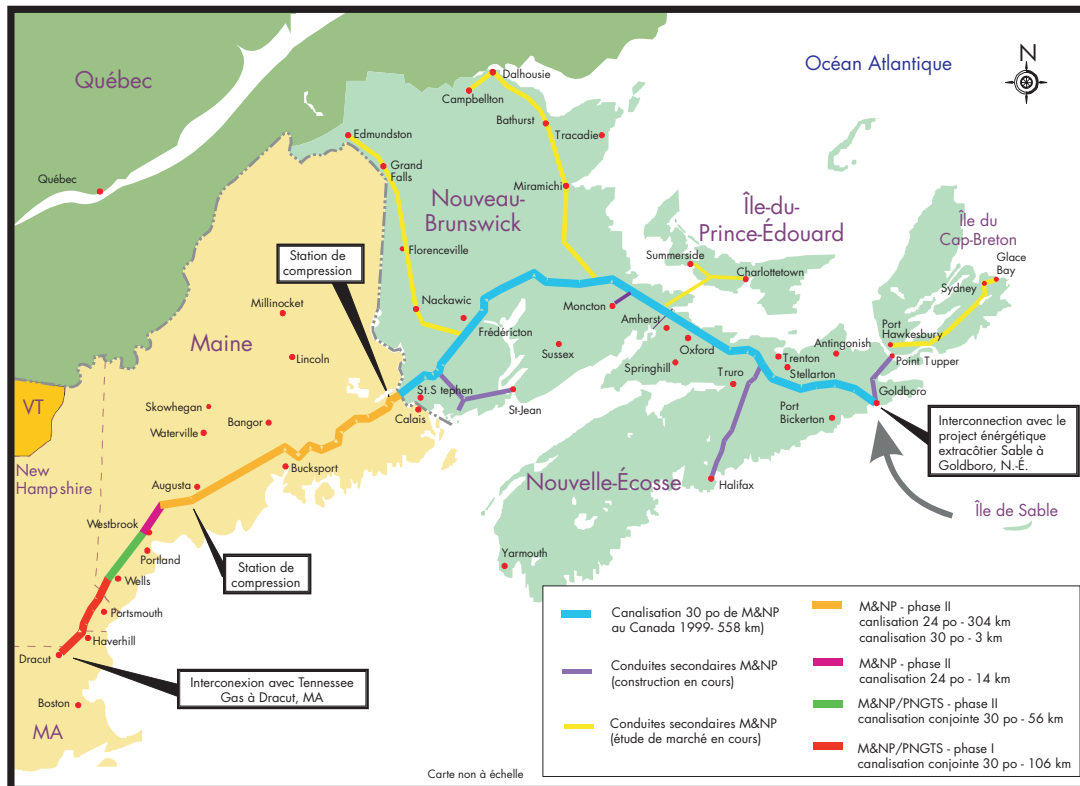 Québec
Océan Atlantique
N
Dalhousie
Campbellton
Bathurst
Tracadie
Edmundston
Grand
Falls
Québec
Miramichi
Nouveau-
Brunswick
Île-du-
Prince-Édouard
Île du
Cap-Breton
Glace
Bay
Sydney
Station de
compression
Florenceville
Summerside
Charlottetown
Millinocket
Nackawic
Frédéricton
Moncton
Amherst
Port
Hawkesbury
Antingonish
Point Tupper
Maine
Lincoln
Sussex
Oxford
Springhill
Trenton
Stellarton
Truro
Goldboro
VT
Skowhegan
Waterville
Bangor
St.S tephen
Calais
St-Jean
Port
Bickerton
Interconnection avec le
project énérgétique
extracôtier Sable à
Goldboro, N.-É.
New
Hampshire
Bucksport
Augusta
Nouvelle-Écosse
Halifax
Île de Sable
Westbrook
Portland
Station de
compression
Yarmouth
Wells
Portsmouth
Haverhill
Dracut
Interconexion avec Tennessee
Gas à Dracut, MA
Boston
MA
Carte non à échelle
Canalisation 30 po de M&NP
au Canada 1999- 558 km)
Conduites secondaires M&NP
(construction en cours)
Conduites secondaires M&NP
(étude de marché en cours)
M&NP - phase II
canlisation 24 po - 304 km
canalisation 30 po - 3 km
M&NP - phase II
canalisation 24 po - 14 km
M&NP/PNGTS - phase II
canalisation conjointe 30 po - 56 km
M&NP/PNGTS - phase I
canalisation conjointe 30 po - 106 km